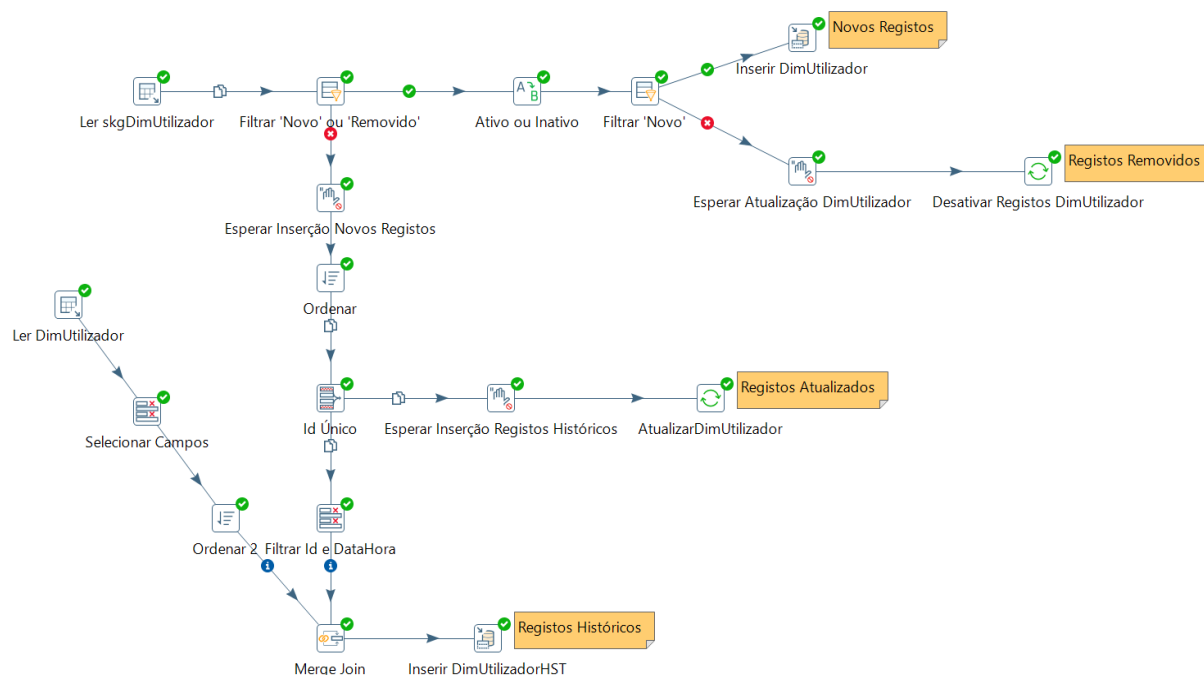 Novos Registos
Inserir DimUtilizador
Ler skgDimUtilizador
Filtrar 'Novo' ou 'Removido'
Ativo ou Inativo
Filtrar 'Novo'
Registos Removidos
Esperar Atualização DimUtilizador
Desativar Registos DimUtilizador
Esperar Inserção Novos Registos
Ordenar
Ler DimUtilizador
Registos Atualizados
Selecionar Campos
Id Único
Esperar Inserção Registos Históricos
AtualizarDimUtilizador
Ordenar 2
Filtrar Id e DataHora
Registos Históricos
Merge Join
Inserir DimUtilizadorHST